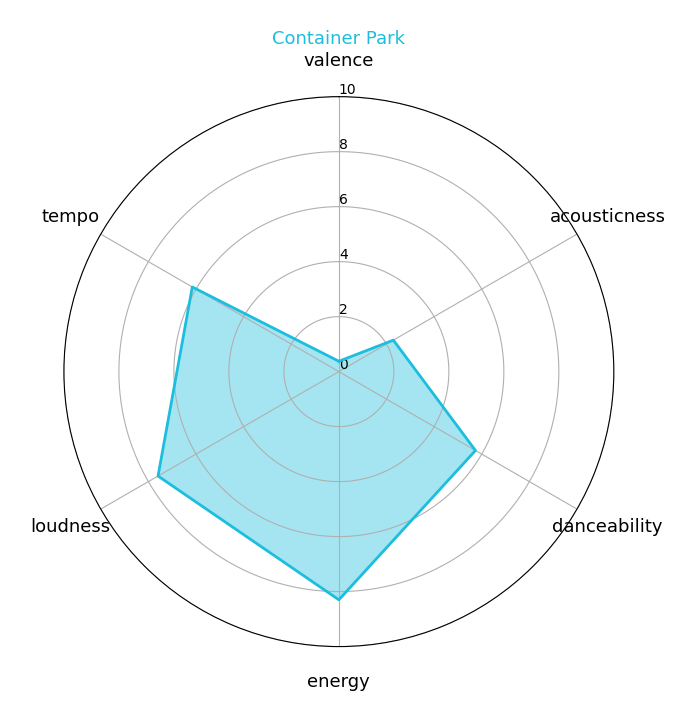 Container Park
valence
10
8
6
4
2
0
tempo
acousticness
loudness
danceability
energy